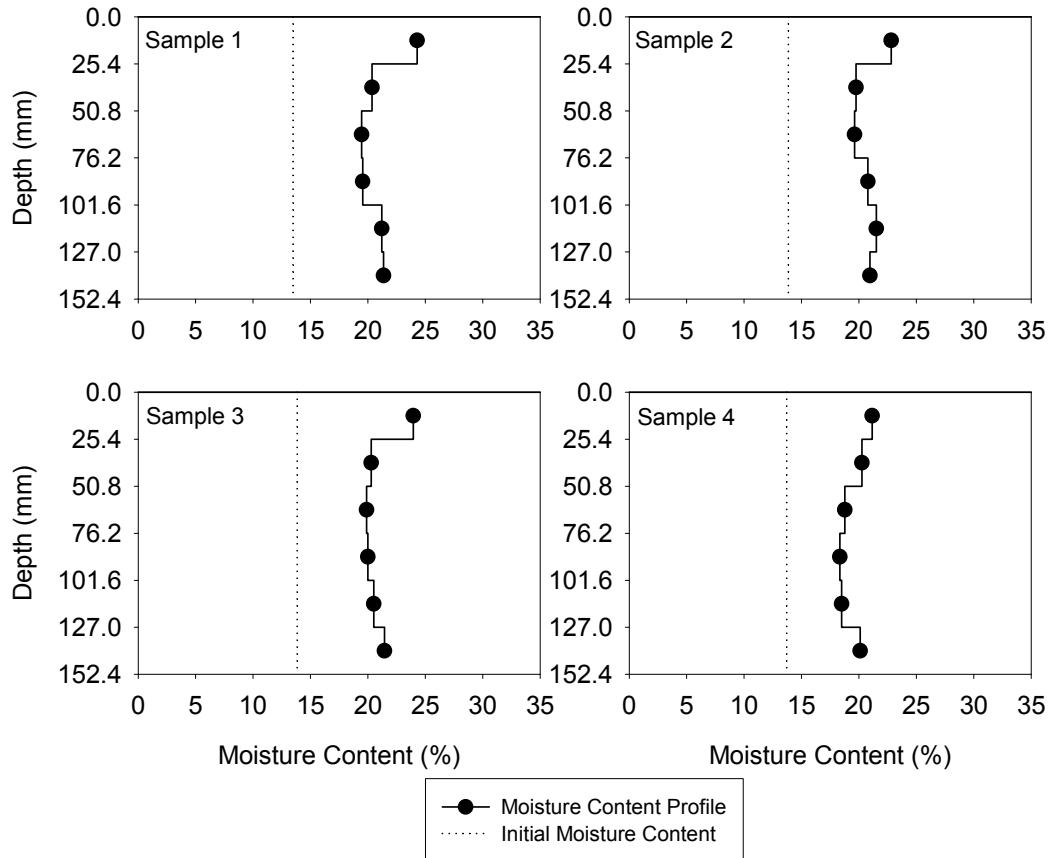 Sample 1
Sample 2
Depth (mm)
0.0
25.4
50.8
76.2
101.6
127.0
152.4
0 5 10 15 20 25 30 35
0.0
25.4
50.8
76.2
101.6
127.0
152.4
0 5 10 15 20 25 30 35
Sample 3
Sample 4
Depth (mm)
0.0
25.4
50.8
76.2
101.6
127.0
152.4
0 5 10 15 20 25 30 35
Moisture Content (%)
0.0
25.4
50.8
76.2
101.6
127.0
152.4
0 5 10 15 20 25 30 35
Moisture Content (%)
Moisture Content Profile
Initial Moisture Content